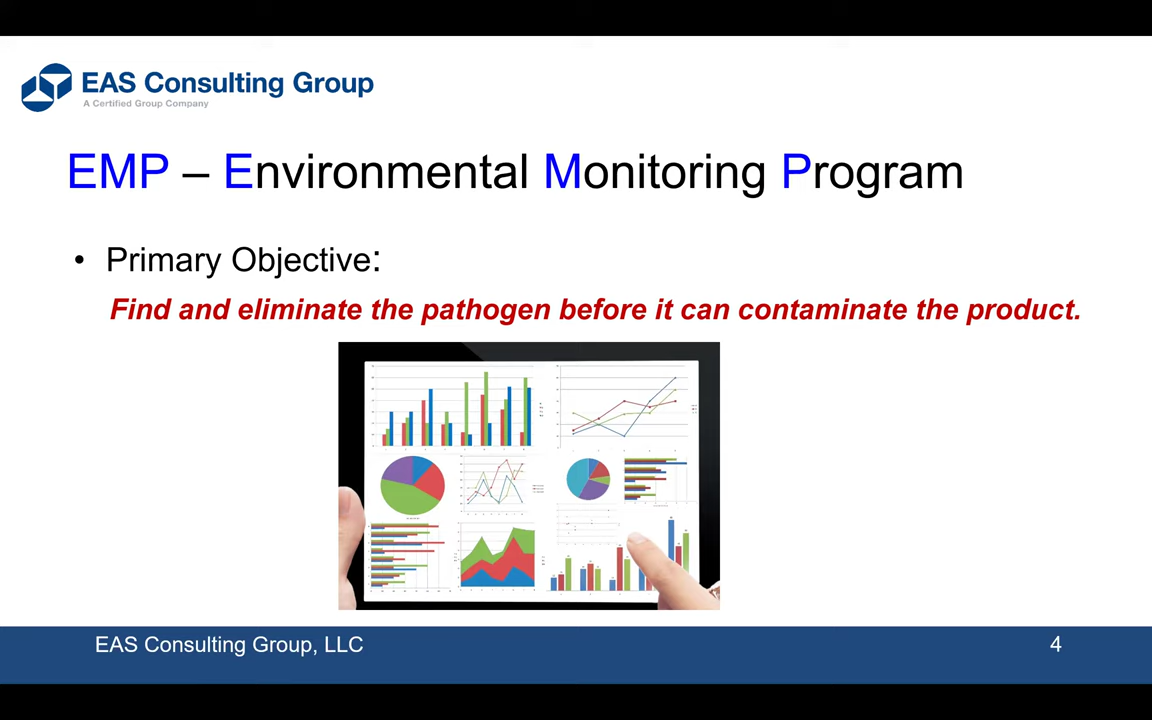 EAS Consulting Group
A Certified Group Company
EMP – Environmental Monitoring Program
• Primary Objective:
Find and eliminate the pathogen before it can contaminate the product.
EAS Consulting Group, LLC
4